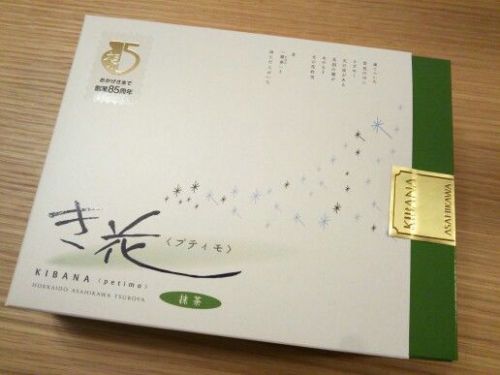 85
おかげさまで
創業85周年
き花
〈プティモ〉
KIBANA 〈petimo〉
HOKKAIDO ASAHIKAWA TSUBOYA
抹茶
KIBANA
ASAHIKAWA